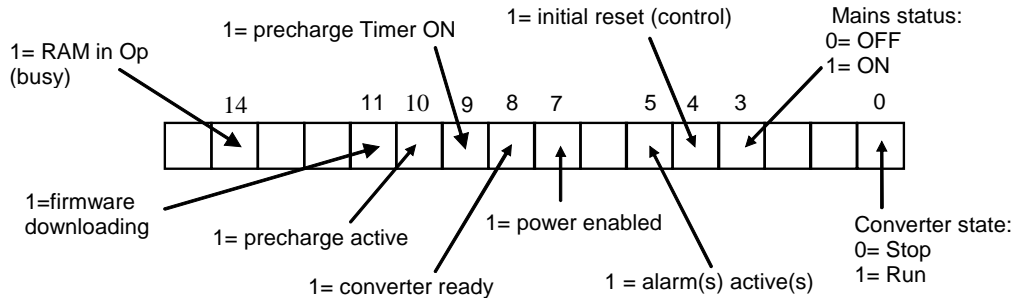 1= initial reset (control)
Mains status:
0= OFF
1= ON
1= precharge Timer ON
1= RAM in Op
(busy)
14 11 10 9 8 7 5 4 3 0
1=firmware
downloading
1= precharge active
1= converter ready
1= power enabled
1 = alarm(s) active(s)
Converter state:
0= Stop
1= Run